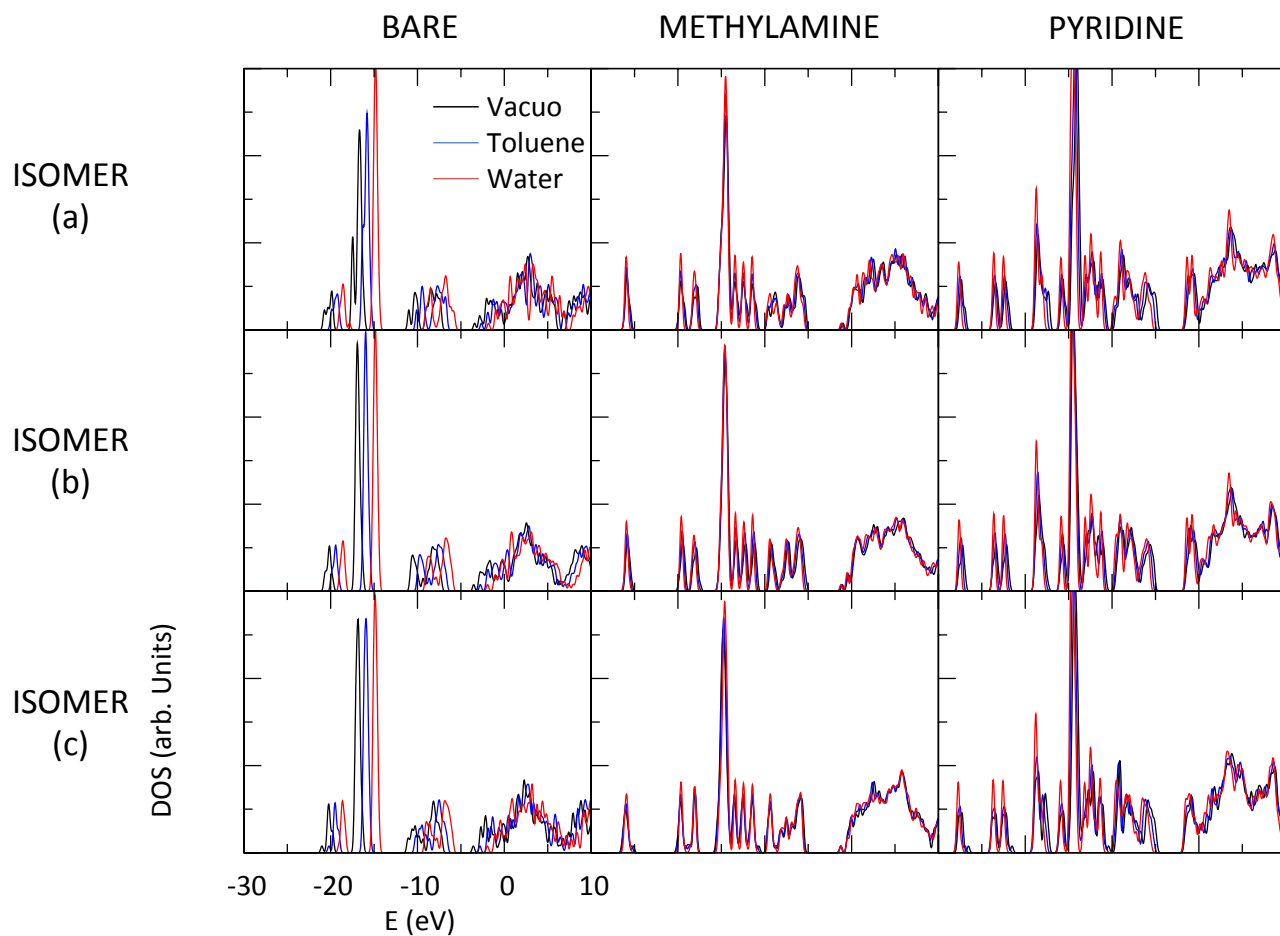 BARE METHYLAMINE PYRIDINE
Vacuo
Toluene
Water
ISOMER
(a)
ISOMER
(b)
ISOMER
(c)
DOS (arb. Units)
-30 -20 -10 0 10
E (eV)